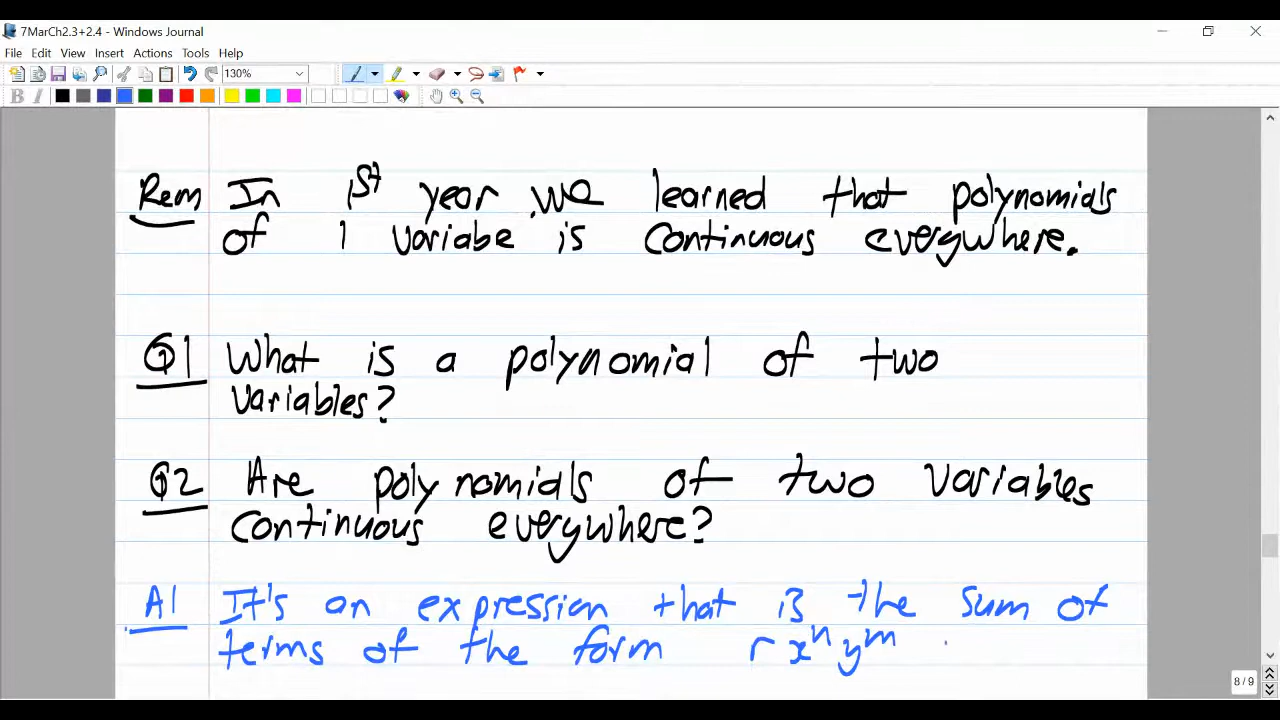 7MarCh2.3+2.4 - Windows Journal
File Edit View Insert Actions Tools Help
130%
B I
Rem In 1st year we learned that polynomials
of 1 variabe is continuous everywhere.
Q1 What is a polynomial of two
variables?
Q2 Are polynomials of two variables
continuous everywhere?
A1 It's an expression that is the sum of
terms of the form r xⁿ yᵐ
8/9